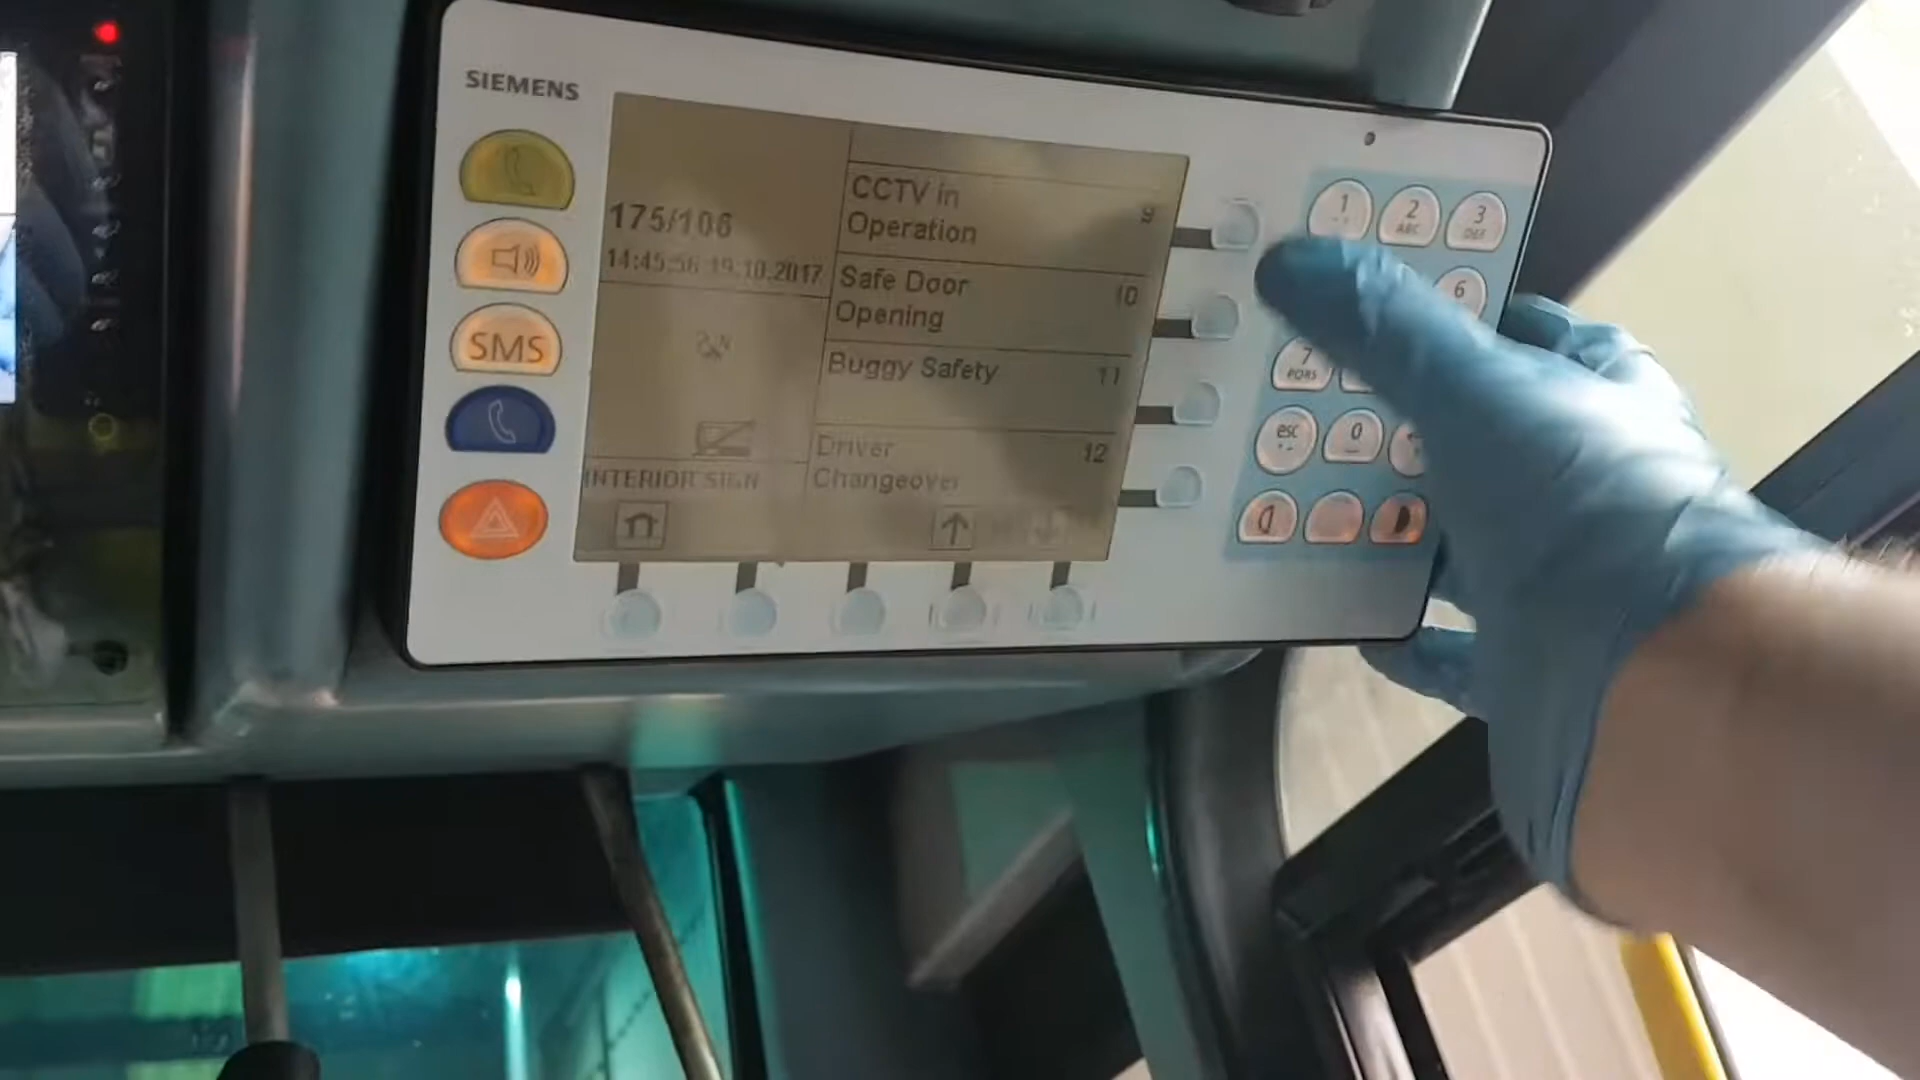 SIEMENS
175/106
14:45:56 19.10.2017
CCTV in
Operation
9
Safe Door
Opening
10
Buggy Safety
11
Driver
Changeover
12
INTERIOR SIGN
SMS
1
2
ABC
3
DEF
6
7
PQRS
esc
0